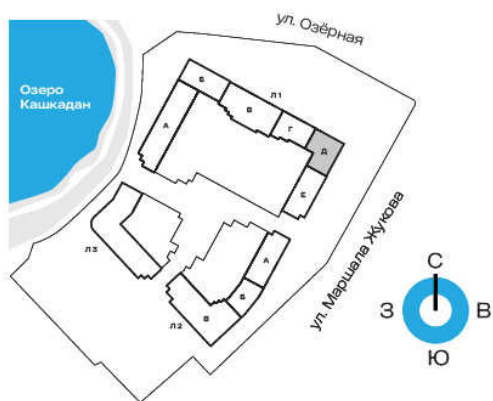 ул. Озёрная
Озеро
Кашкадан
Б
Л1
В
А
Г
Д
Е
Л3
А
Б
В
Л2
ул. Маршала Жукова
С
З
В
Ю